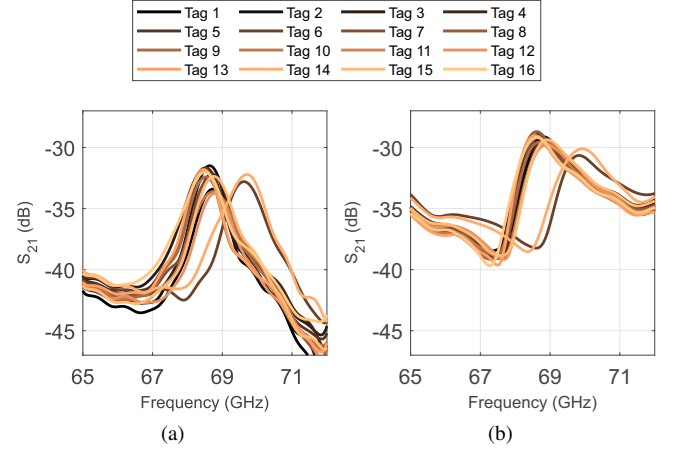 Tag 1 Tag 2 Tag 3 Tag 4
Tag 5 Tag 6 Tag 7 Tag 8
Tag 9 Tag 10 Tag 11 Tag 12
Tag 13 Tag 14 Tag 15 Tag 16
-30
-35
-40
-45
S21 (dB)
65 67 69 71
Frequency (GHz)
(a)
-30
-35
-40
-45
S21 (dB)
65 67 69 71
Frequency (GHz)
(b)